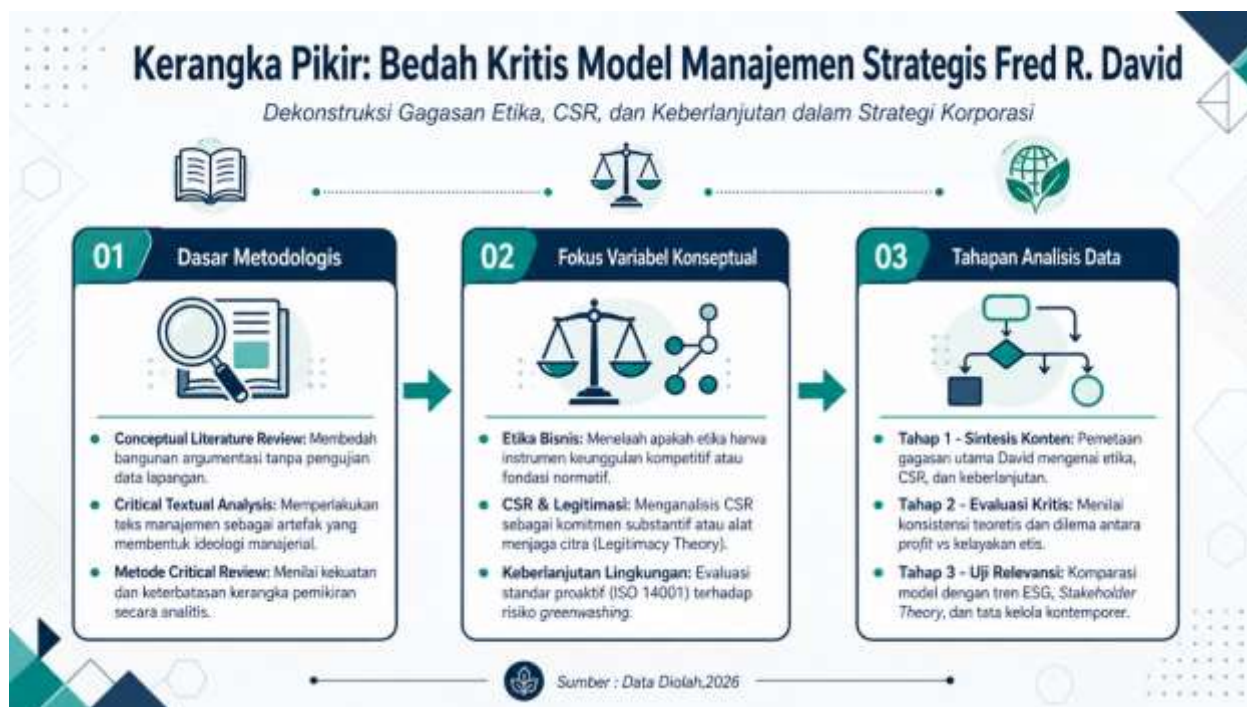 Kerangka Pikir: Bedah Kritis Model Manajemen Strategis Fred R. David
Dekonstruksi Gagasan Etika, CSR, dan Keberlanjutan dalam Strategi Korporasi
01 Dasar Metodologis
Conceptual Literature Review: Membedah
bangunan argumentasi tanpa pengujian
data lapangan.
Critical Textual Analysis: Memperlakukan
teks manajemen sebagai artefak yang
membentuk ideologi manajerial.
Metode Critical Review: Menilai kekuatan
dan keterbatasan kerangka pemikiran
secara analitis.
02 Fokus Variabel Konseptual
Etika Bisnis: Menelaah apakah etika hanya
instrumen keunggulan kompetitif atau
fondasi normatif.
CSR & Legitimasi: Menganalisis CSR
sebagai komitmen substantif atau alat
menjaga citra (Legitimacy Theory).
Keberlanjutan Lingkungan: Evaluasi
standar proaktif (ISO 14001) terhadap
risiko greenwashing.
03 Tahapan Analisis Data
Tahap 1 - Sintesis Konten: Pemetaan
gagasan utama David mengenai etika,
CSR, dan keberlanjutan.
Tahap 2 - Evaluasi Kritis: Menilai
konsistensi teoretis dan dilema antara
profit vs kelayakan etis.
Tahap 3 - Uji Relevansi: Komparasi
model dengan tren ESG, Stakeholder
Theory, dan tata kelola kontemporer.
Sumber : Data Diolah,2026